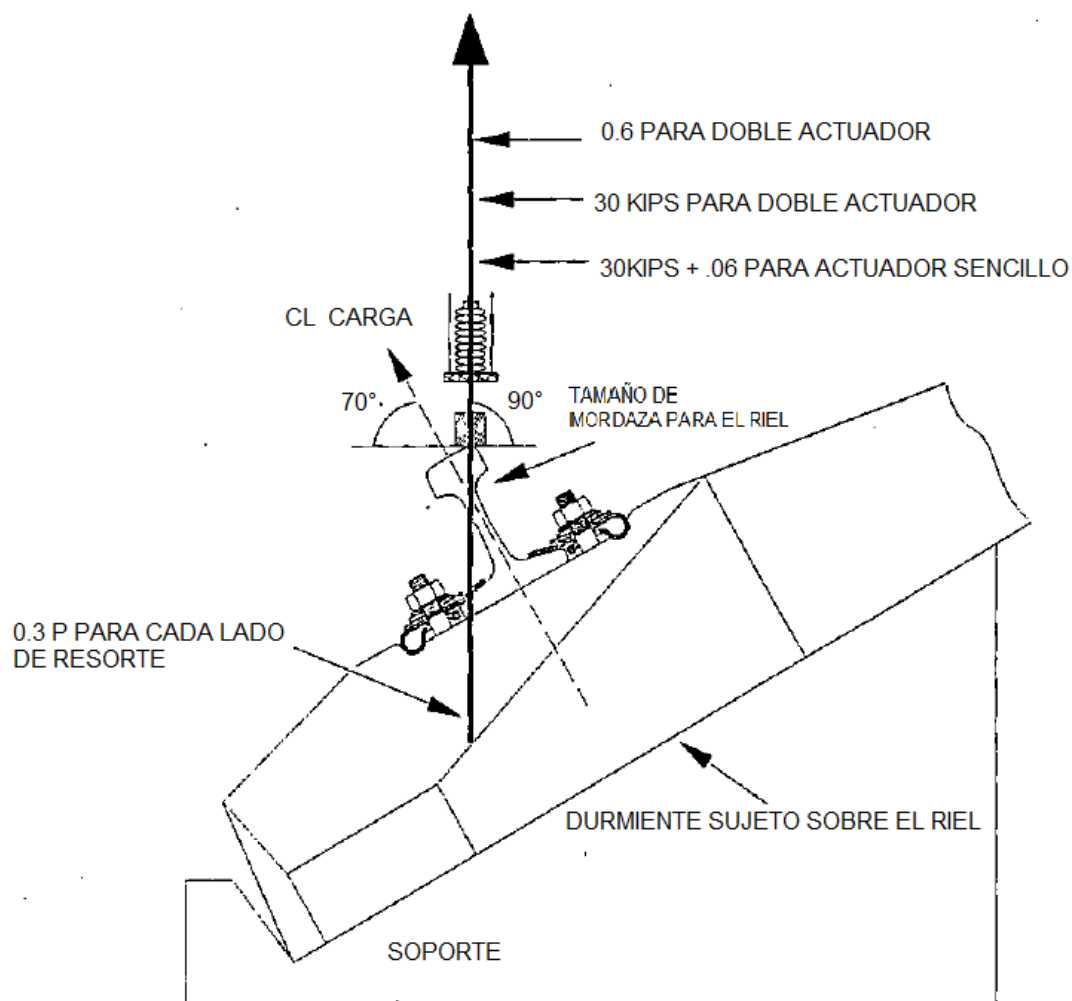 0.6 PARA DOBLE ACTUADOR
30 KIPS PARA DOBLE ACTUADOR
30KIPS + .06 PARA ACTUADOR SENCILLO
CL CARGA
70°
90°
TAMAÑO DE
MORDAZA PARA EL RIEL
0.3 P PARA CADA LADO
DE RESORTE
DURMIENTE SUJETO SOBRE EL RIEL
SOPORTE